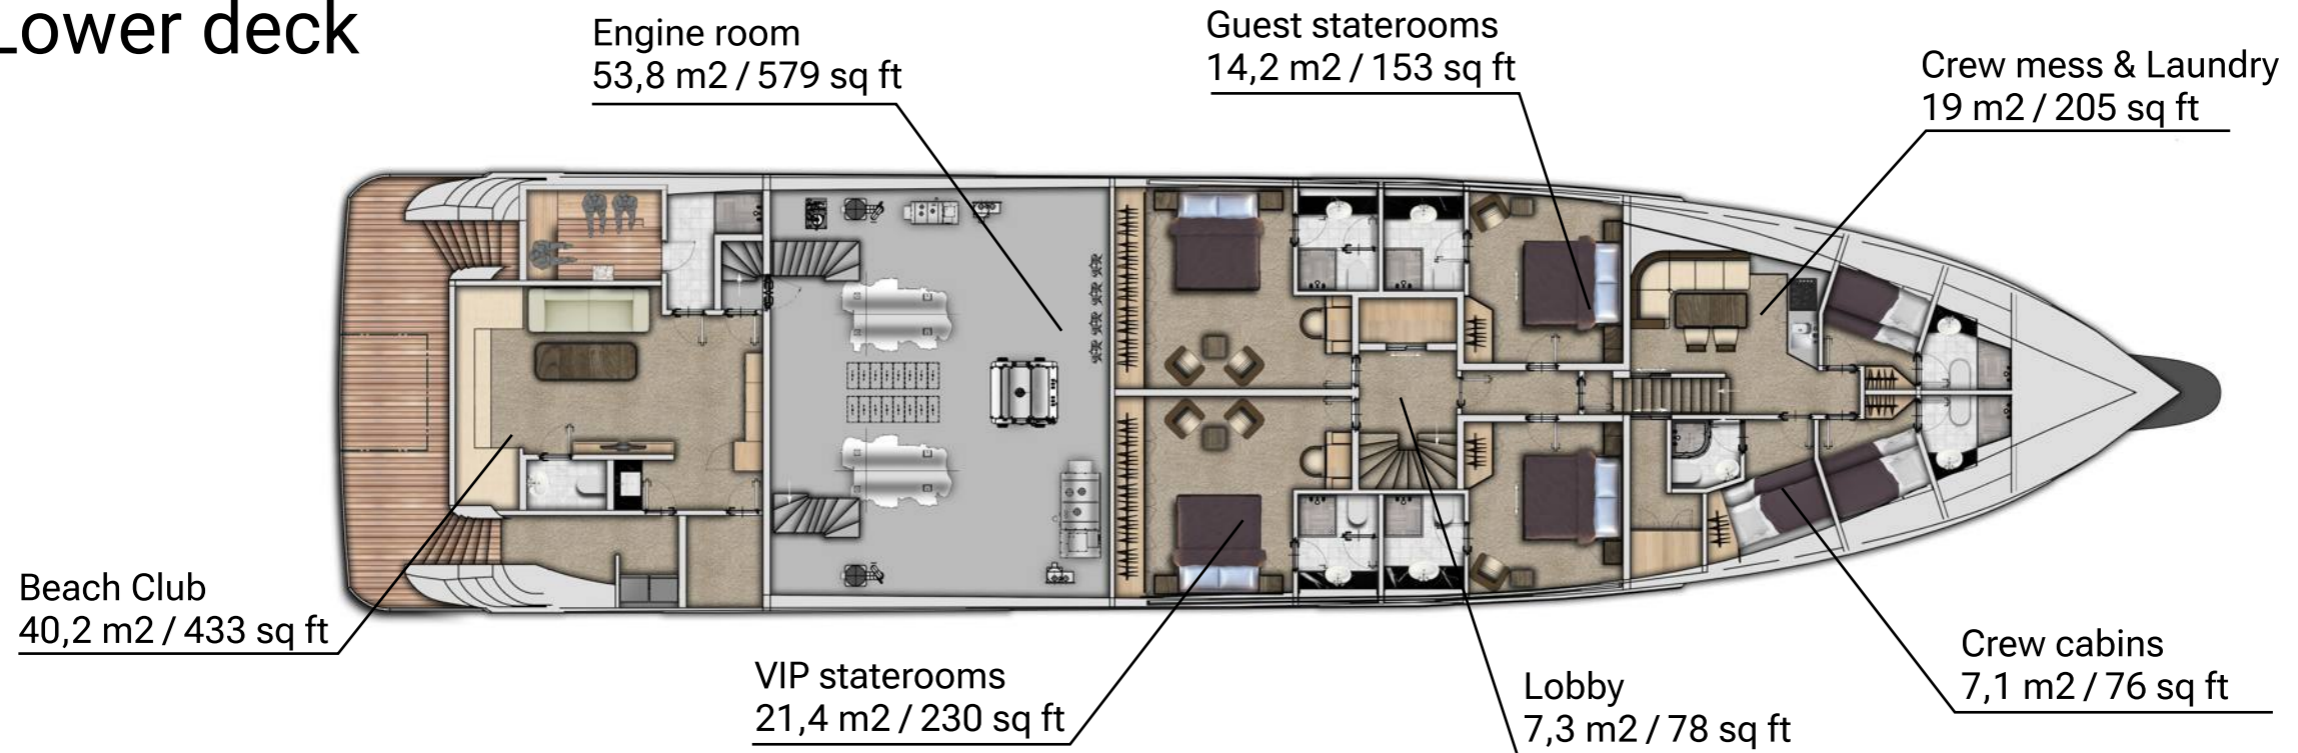 Lower deck
Engine room
53,8 m2 / 579 sq ft
Guest staterooms
14,2 m2 / 153 sq ft
Crew mess & Laundry
19 m2 / 205 sq ft
Beach Club
40,2 m2 / 433 sq ft
VIP staterooms
21,4 m2 / 230 sq ft
Lobby
7,3 m2 / 78 sq ft
Crew cabins
7,1 m2 / 76 sq ft